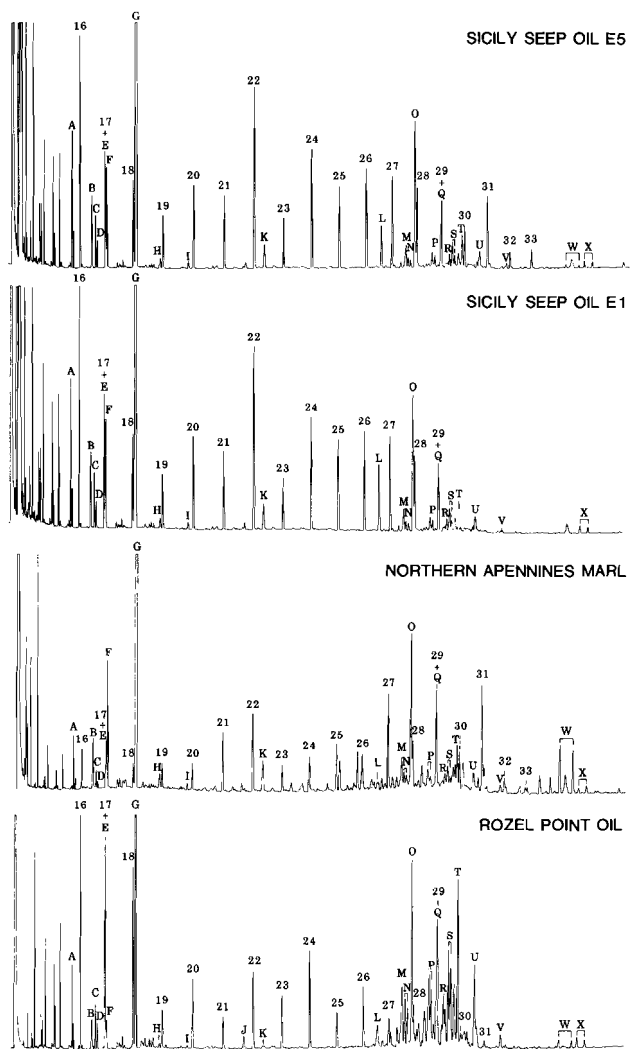 G
16
SICILY SEEP OIL E5
22
A
17
+
E
F
O
24
18
26
27
28
29
+
Q
31
B
20
25
21
C
19
23
L
D
K
M
N
S
T
30
P
R
U
H
I
V
32
33
W
X
G
16
SICILY SEEP OIL E1
22
17
+
E
A
F
O
24
18
20
25
26
27
28
29
+
Q
B
21
C
19
23
L
D
K
M
N
P
R
S
T
U
H
I
V
X
G
NORTHERN APENNINES MARL
F
O
17
+
E
29
+
Q
A
16
B
27
31
22
21
C
D
18
H
19
I
20
K
23
24
25
26
L
M
N
28
P
R
S
T
30
U
V
32
33
W
X
16
17
+
E
G
ROZEL POINT OIL
18
O
T
29
Q
24
A
20
22
S
U
C
B
D
F
H
19
I
21
J
K
23
25
26
L
27
M
N
28
P
R
30
31
V
W
X